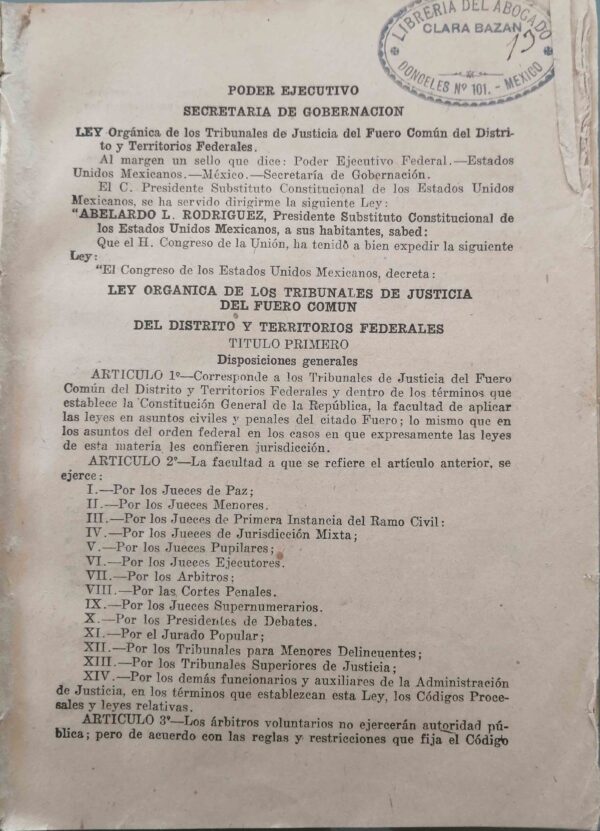 LIBRERIA DEL ABOGADO
CLARA BAZAN
DONCELES Nº 101. - MEXICO
PODER EJECUTIVO
SECRETARIA DE GOBERNACION
LEY Orgánica de los Tribunales de Justicia del Fuero Común del Distri-
to y Territorios Federales.
Al margen un sello que dice: Poder Ejecutivo Federal.—Estados
Unidos Mexicanos.—México.—Secretaría de Gobernación.
El C. Presidente Substituto Constitucional de los Estados Unidos
Mexicanos, se ha servido dirigirme la siguiente Ley:
"ABELARDO L. RODRIGUEZ, Presidente Substituto Constitucional de
los Estados Unidos Mexicanos, a sus habitantes, sabed:
Que el H. Congreso de la Unión, ha tenido a bien expedir la siguiente
Ley:
"El Congreso de los Estados Unidos Mexicanos, decreta:
LEY ORGANICA DE LOS TRIBUNALES DE JUSTICIA
DEL FUERO COMUN
DEL DISTRITO Y TERRITORIOS FEDERALES
TITULO PRIMERO
Disposiciones generales
ARTICULO 1º—Corresponde a los Tribunales de Justicia del Fuero
Común del Distrito y Territorios Federales y dentro de los términos que
establece la Constitución General de la República, la facultad de aplicar
las leyes en asuntos civiles y penales del citado Fuero; lo mismo que en
los asuntos del orden federal en los casos en que expresamente las leyes
de esta materia les confieren jurisdicción.
ARTICULO 2º—La facultad a que se refiere el artículo anterior, se
ejerce:
I.—Por los Jueces de Paz;
II.—Por los Jueces Menores.
III.—Por los Jueces de Primera Instancia del Ramo Civil:
IV.—Por los Jueces de Jurisdicción Mixta;
V.—Por los Jueces Pupilares;
VI.—Por los Jueces Ejecutores.
VII.—Por los Arbitros;
VIII.—Por las Cortes Penales.
IX.—Por los Jueces Supernumerarios.
X.—Por los Presidentes de Debates.
XI.—Por el Jurado Popular;
XII.—Por los Tribunales para Menores Delincuentes;
XIII.—Por los Tribunales Superiores de Justicia;
XIV.—Por los demás funcionarios y auxiliares de la Administración
de Justicia, en los términos que establezcan esta Ley, los Códigos Proce-
sales y leyes relativas.
ARTICULO 3º—Los árbitros voluntarios no ejercerán autoridad pú-
blica; pero de acuerdo con las reglas y restricciones que fija el Código